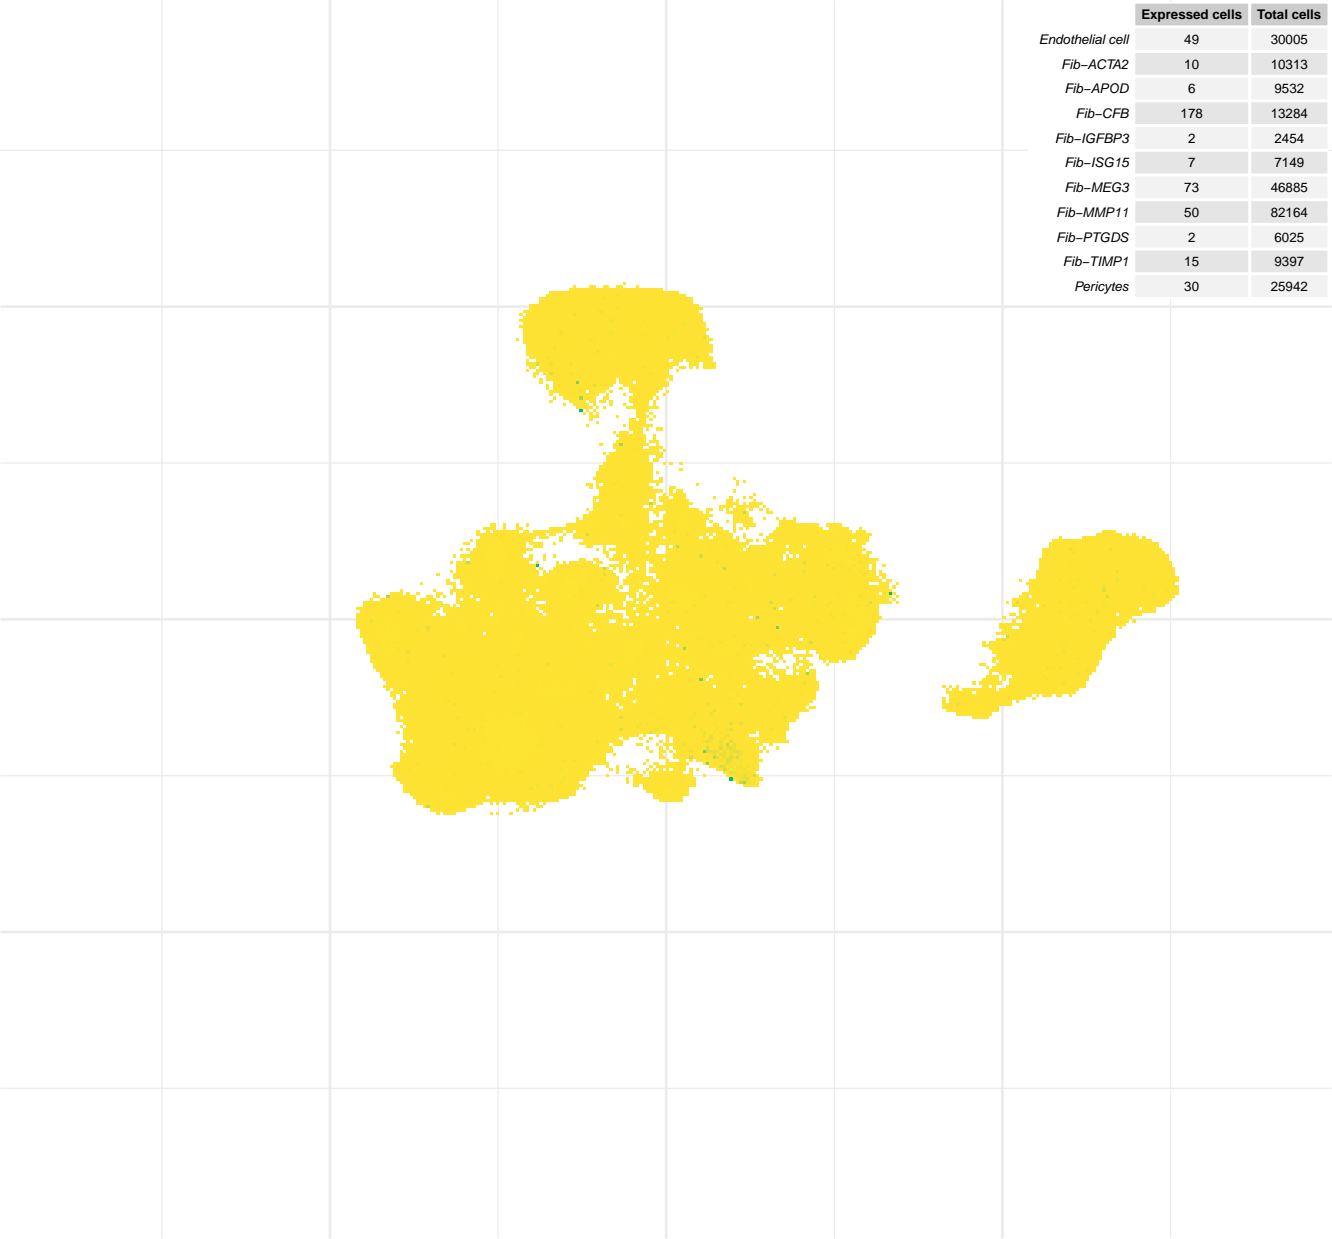 Expressed cells Total cells
Endothelial cell 49 30005
Fib−ACTA2 10 10313
Fib−APOD 6 9532
Fib−CFB 178 13284
Fib−IGFBP3 2 2454
Fib−ISG15 7 7149
Fib−MEG3 73 46885
Fib−MMP11 50 82164
Fib−PTGDS 2 6025
Fib−TIMP1 15 9397
Pericytes 30 25942